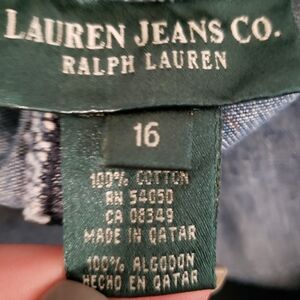 LAUREN JEANS CO.
RALPH LAUREN
16
100% COTTON
RN 54050
CA 08349
MADE IN QATAR
100% ALGODON
HECHO EN QATAR